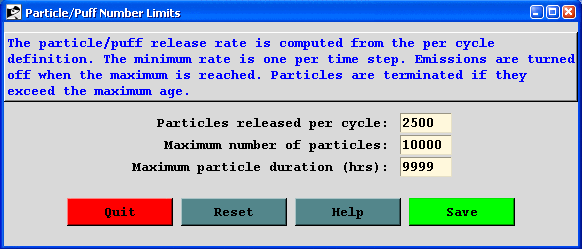 Particle/Puff Number Limits
The particle/puff release rate is computed from the per cycle
definition. The minimum rate is one per time step. Emissions are turned
off when the maximum is reached. Particles are terminated if they
exceed the maximum age.
Particles released per cycle: 2500
Maximum number of particles: 10000
Maximum particle duration (hrs): 9999
Quit Reset Help Save